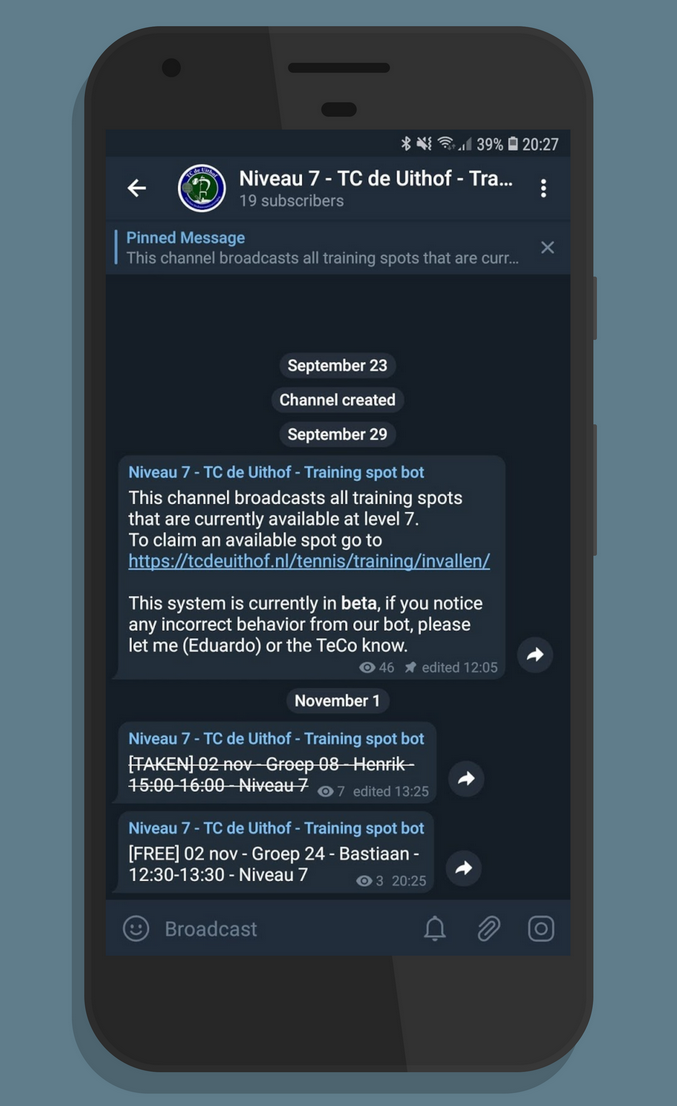 39% 20:27
Niveau 7 - TC de Uithof - Tra...
19 subscribers
Pinned Message
This channel broadcasts all training spots that are curr...
September 23
Channel created
September 29
Niveau 7 - TC de Uithof - Training spot bot
This channel broadcasts all training spots
that are currently available at level 7.
To claim an available spot go to
https://tcdeuithof.nl/tennis/training/invallen/
This system is currently in beta, if you notice
any incorrect behavior from our bot, please
let me (Eduardo) or the TeCo know.
46 edited 12:05
November 1
Niveau 7 - TC de Uithof - Training spot bot
[TAKEN] 02 nov - Groep 08 - Henrik -
15:00-16:00 - Niveau 7 7 edited 13:25
Niveau 7 - TC de Uithof - Training spot bot
[FREE] 02 nov - Groep 24 - Bastiaan -
12:30-13:30 - Niveau 7 3 20:25
Broadcast